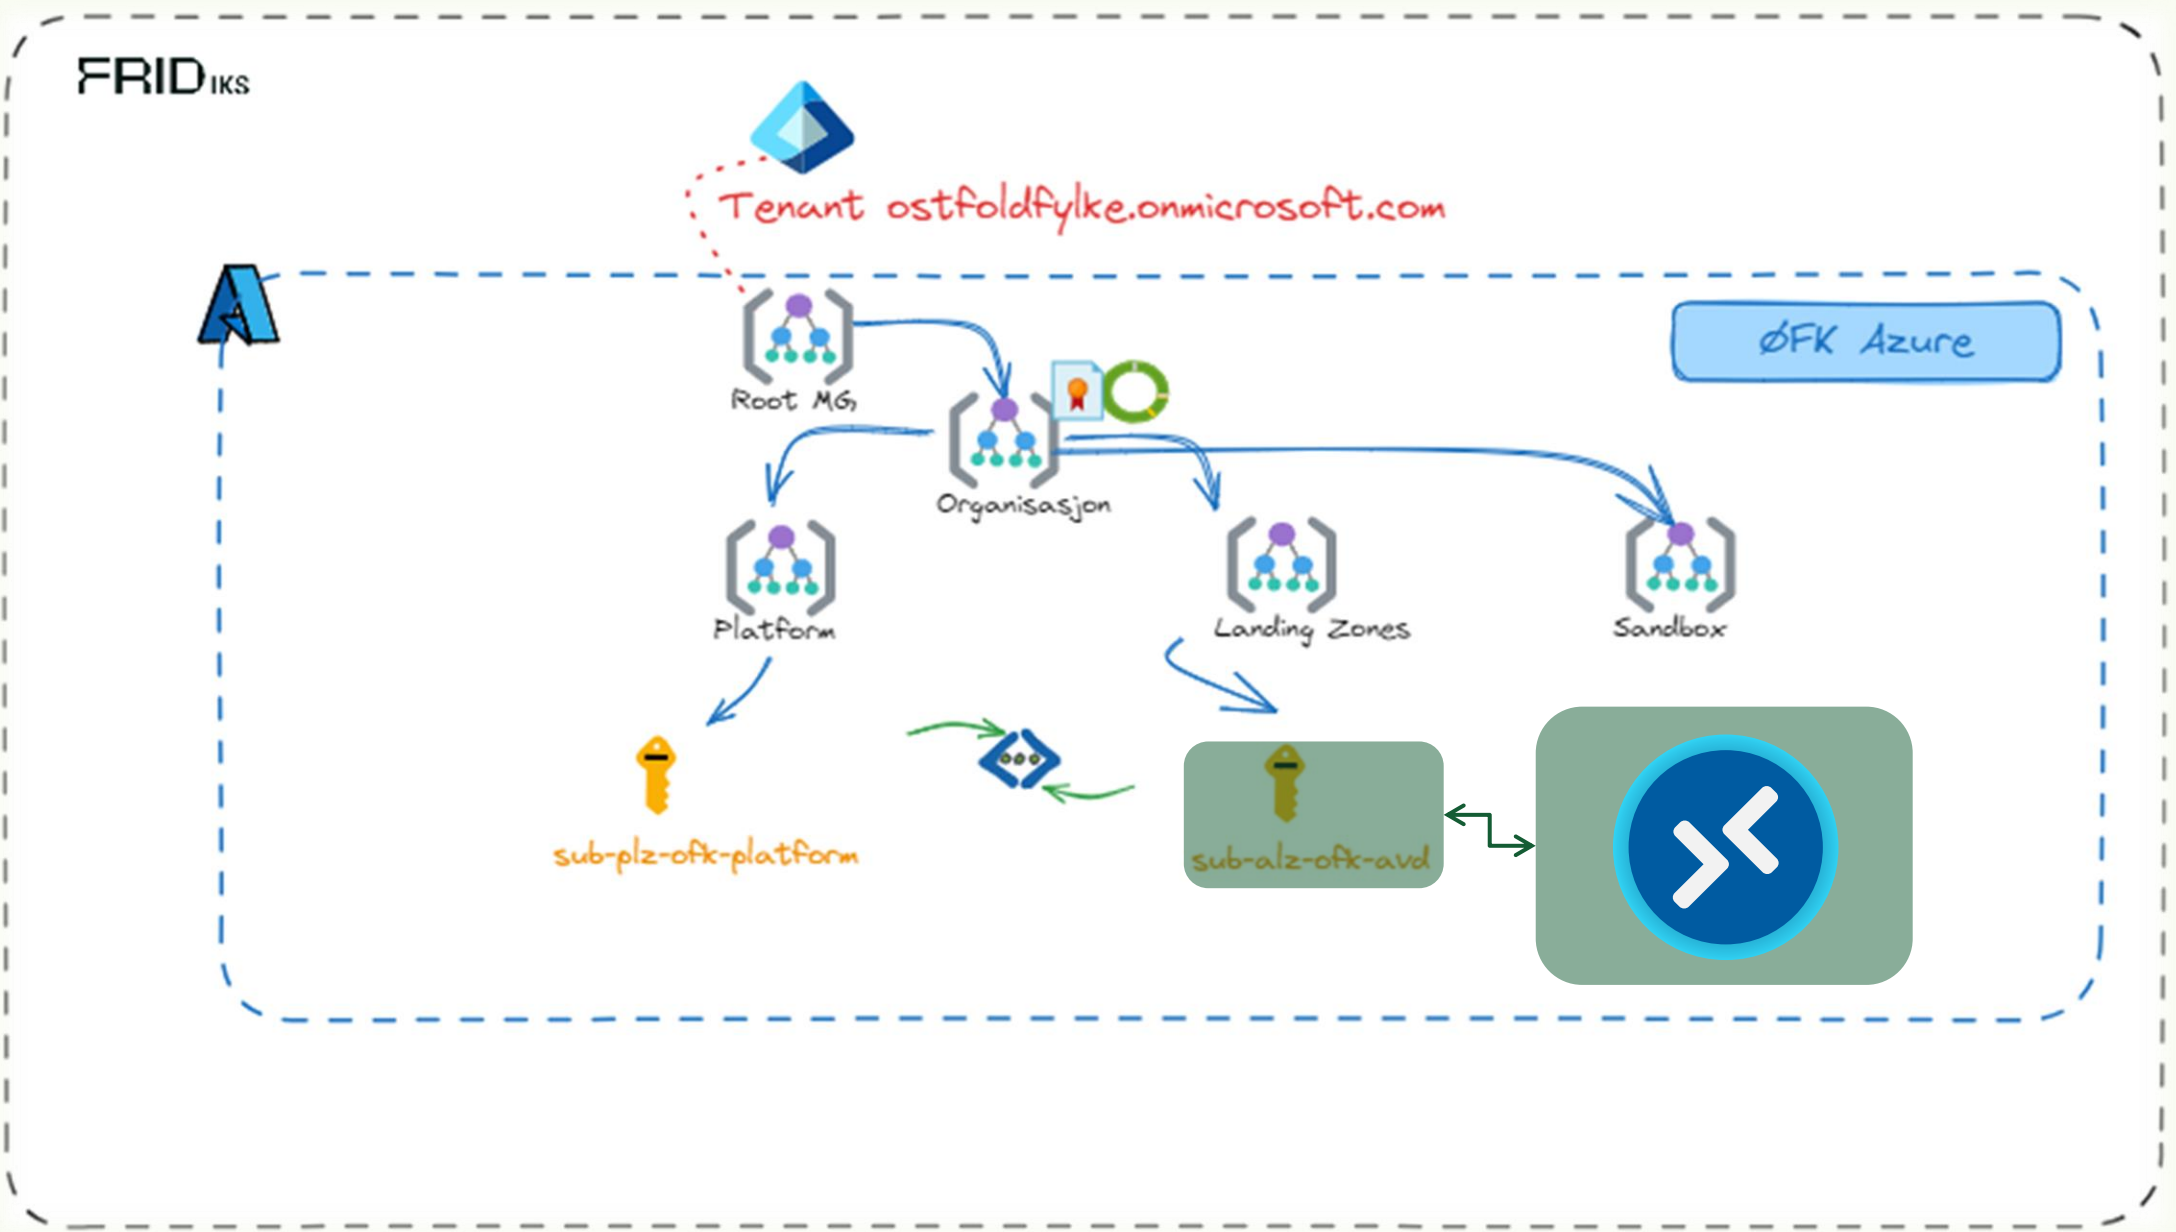 FRID IKS
Tenant ostfoldfylke.onmicrosoft.com
ØFK Azure
Root MG
Organisasjon
Platform
Landing Zones
Sandbox
sub-plz-ofk-platform
sub-alz-ofk-avd